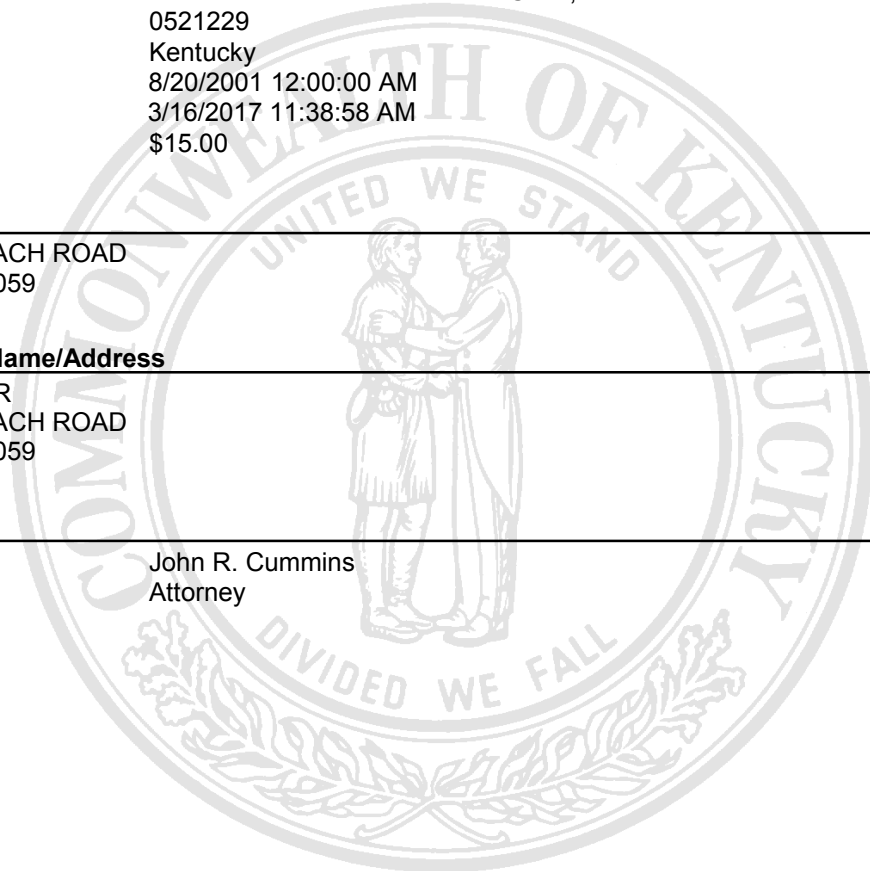 0521229
Kentucky
8/20/2001 12:00:00 AM
3/16/2017 11:38:58 AM
$15.00
ACH ROAD
059
Name/Address
R
ACH ROAD
059
John R. Cummins
Attorney
COMMONWEALTH OF KENTUCKY
UNITED WE STAND
DIVIDED WE FALL